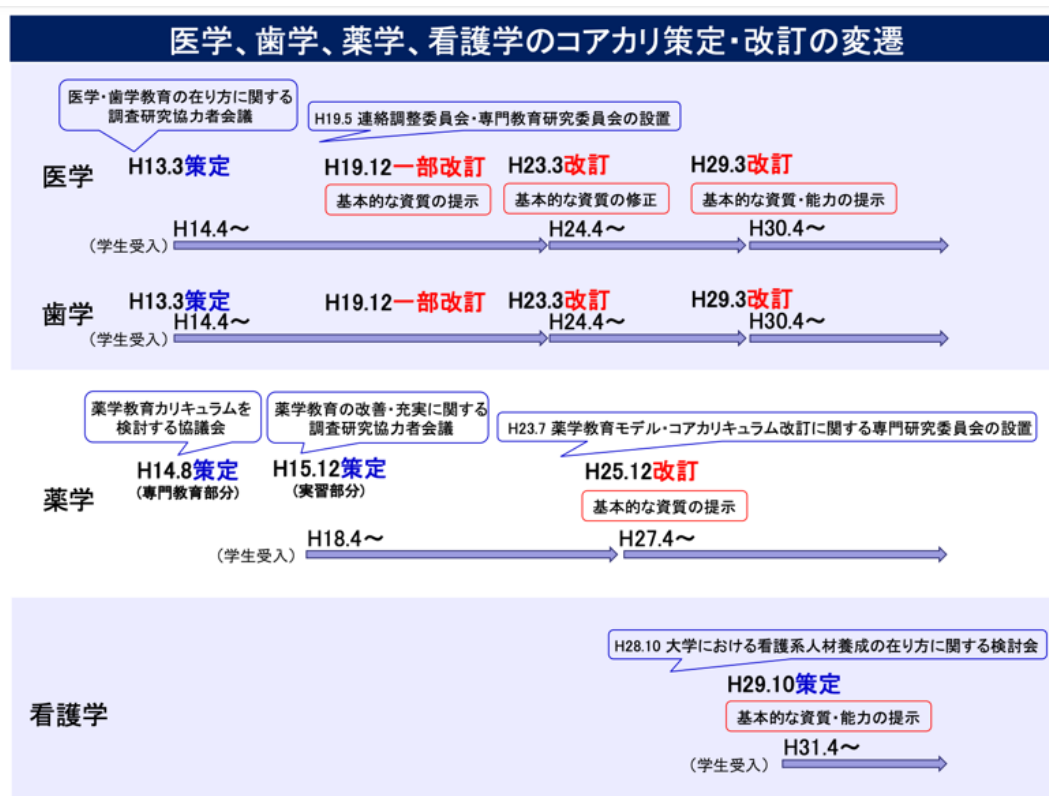 医学、歯学、薬学、看護学のコアカリ策定・改訂の変遷
医学・歯学教育の在り方に関する
調査研究協力者会議
H19.5 連絡調整委員会・専門教育研究委員会の設置
医学
H13.3策定
H19.12一部改訂
H23.3改訂
H29.3改訂
基本的な資質の提示
基本的な資質の修正
基本的な資質・能力の提示
（学生受入）
H14.4～
H24.4～
H30.4～
歯学
H13.3策定
H19.12一部改訂
H23.3改訂
H29.3改訂
（学生受入）
H14.4～
H24.4～
H30.4～
薬学教育カリキュラムを
検討する協議会
薬学教育の改善・充実に関する
調査研究協力者会議
H23.7 薬学教育モデル・コアカリキュラム改訂に関する専門研究委員会の設置
薬学
H14.8策定
（専門教育部分）
H15.12策定
（実習部分）
H25.12改訂
基本的な資質の提示
（学生受入）
H18.4～
H27.4～
H28.10 大学における看護系人材養成の在り方に関する検討会
看護学
H29.10策定
基本的な資質・能力の提示
（学生受入）
H31.4～